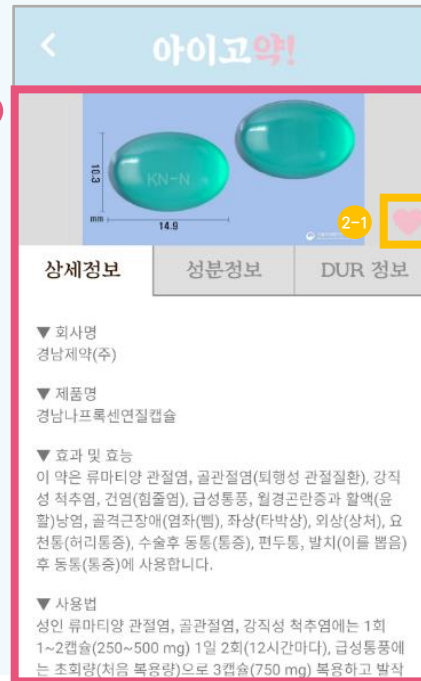 아이고약!
10.3
KN-N
mm
14.9
2-1
상세정보
성분정보
DUR 정보
▼ 회사명
경남제약(주)
▼ 제품명
경남나프록센연질캡슐
▼ 효과 및 효능
이 약은 류마티양 관절염, 골관절염(퇴행성 관절질환), 강직
성 척추염, 건염(힘줄염), 급성통풍, 월경곤란증과 활액(윤
활)낭염, 골격근장애(염좌(삠), 좌상(타박상), 외상(상처), 요
천통(허리통증), 수술후 동통(통증), 편두통, 발치(이를 뽑음)
후 동통(통증)에 사용합니다.
▼ 사용법
성인 류마티양 관절염, 골관절염, 강직성 척추염에는 1회
1~2캡슐(250~500 mg) 1일 2회(12시간마다), 급성통풍에
는 초회량(처음 복용량)으로 3캡슐(750 mg) 복용하고 발작